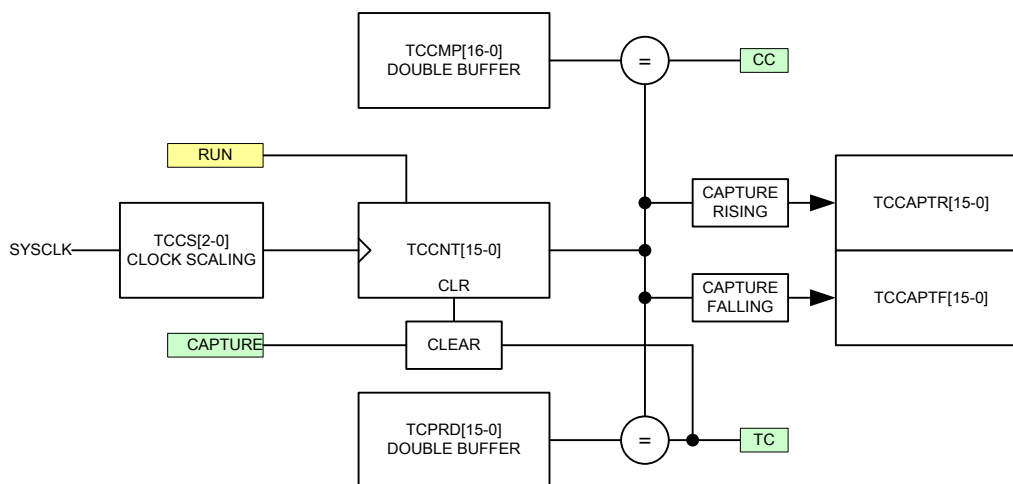 TCCMP[16-0]
DOUBLE BUFFER
=
CC
RUN
CAPTURE
RISING
TCCAPTR[15-0]
SYSCLK
TCCS[2-0]
CLOCK SCALING
TCCNT[15-0]
CLR
CAPTURE
FALLING
TCCAPTF[15-0]
CAPTURE
CLEAR
TCPRD[15-0]
DOUBLE BUFFER
=
TC